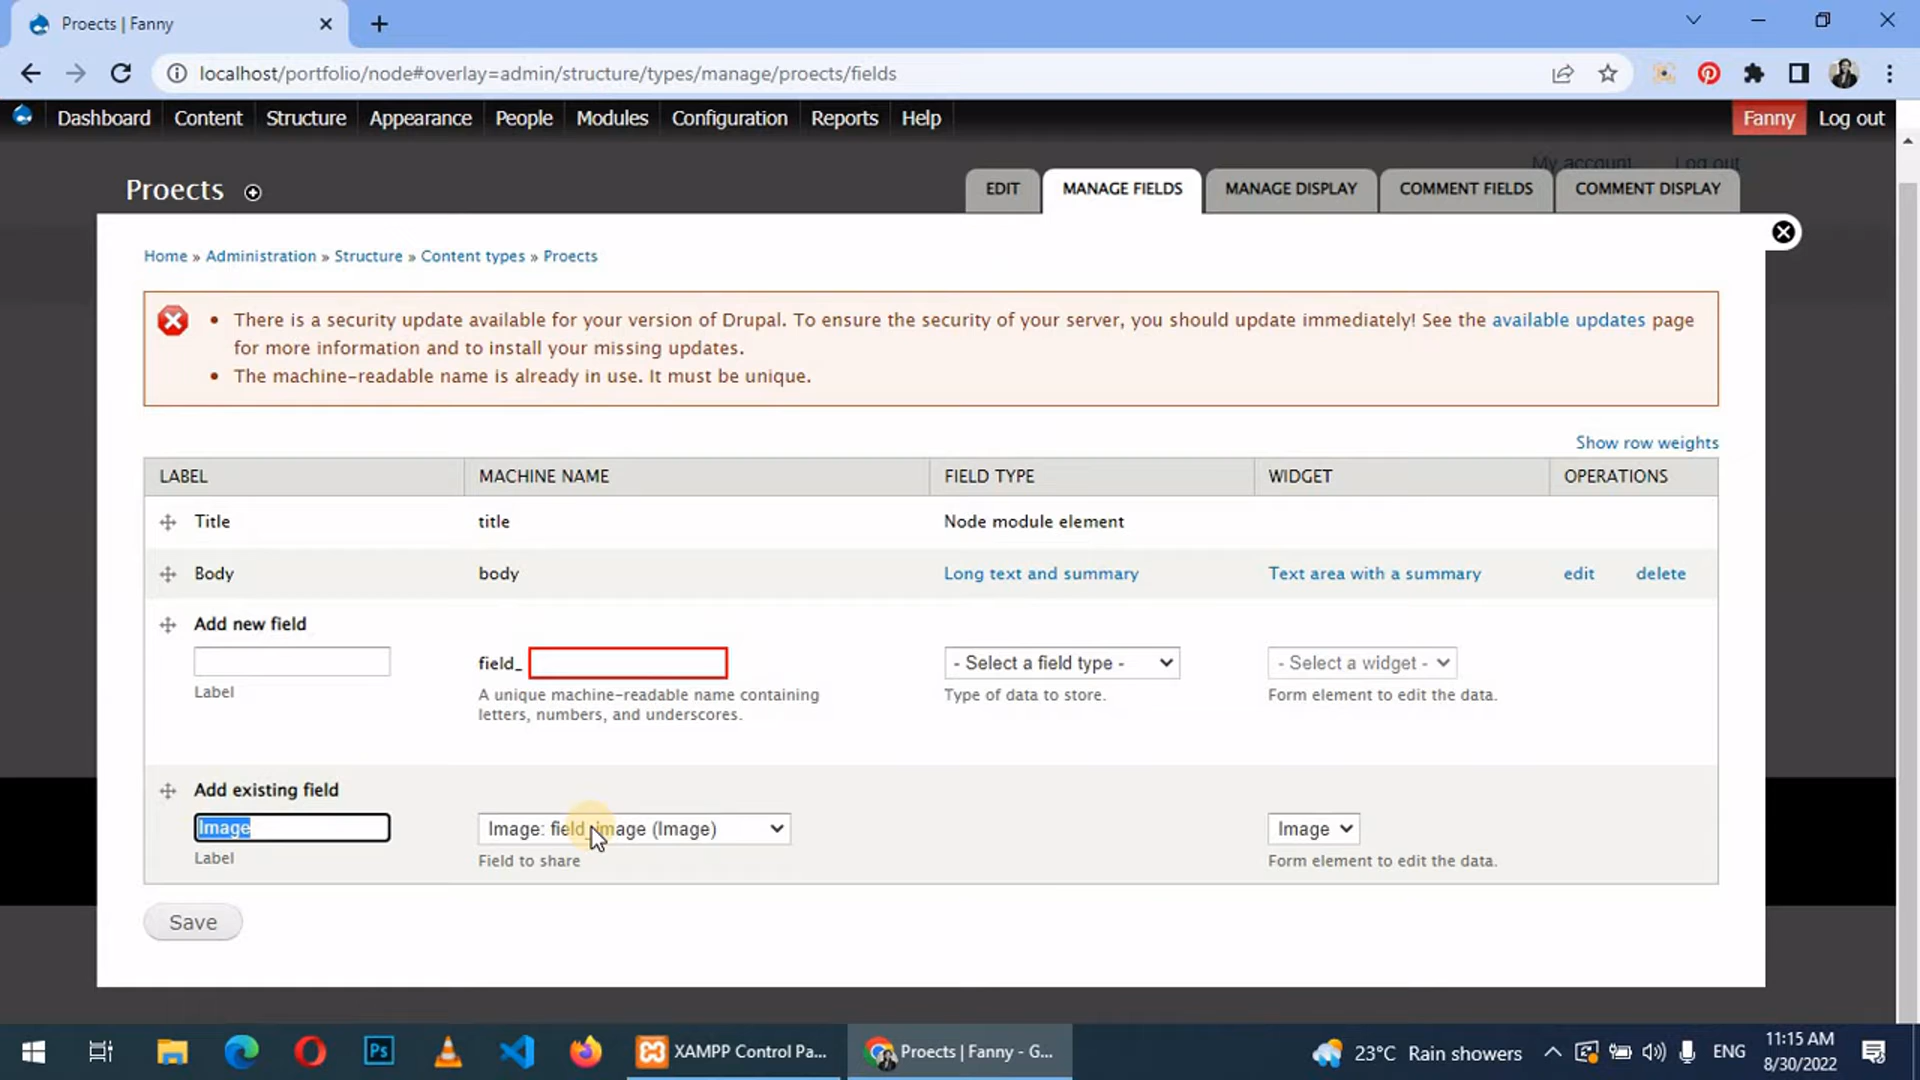 Proects | Fanny
localhost/portfolio/node#overlay=admin/structure/types/manage/proects/fields
Dashboard Content Structure Appearance People Modules Configuration Reports Help Fanny Log out
My account Log out
Proects EDIT MANAGE FIELDS MANAGE DISPLAY COMMENT FIELDS COMMENT DISPLAY
Home » Administration » Structure » Content types » Proects
There is a security update available for your version of Drupal. To ensure the security of your server, you should update immediately! See the available updates page
for more information and to install your missing updates.
The machine-readable name is already in use. It must be unique.
Show row weights
LABEL MACHINE NAME FIELD TYPE WIDGET OPERATIONS
Title title Node module element
Body body Long text and summary Text area with a summary edit delete
Add new field
field_ - Select a field type - - Select a widget -
Label A unique machine-readable name containing Type of data to store. Form element to edit the data.
letters, numbers, and underscores.
Add existing field
Image Image: field_image (Image) Image
Label Field to share Form element to edit the data.
Save
Ps XAMPP Control Pa... Proects | Fanny - G... 23°C Rain showers ENG 11:15 AM
8/30/2022